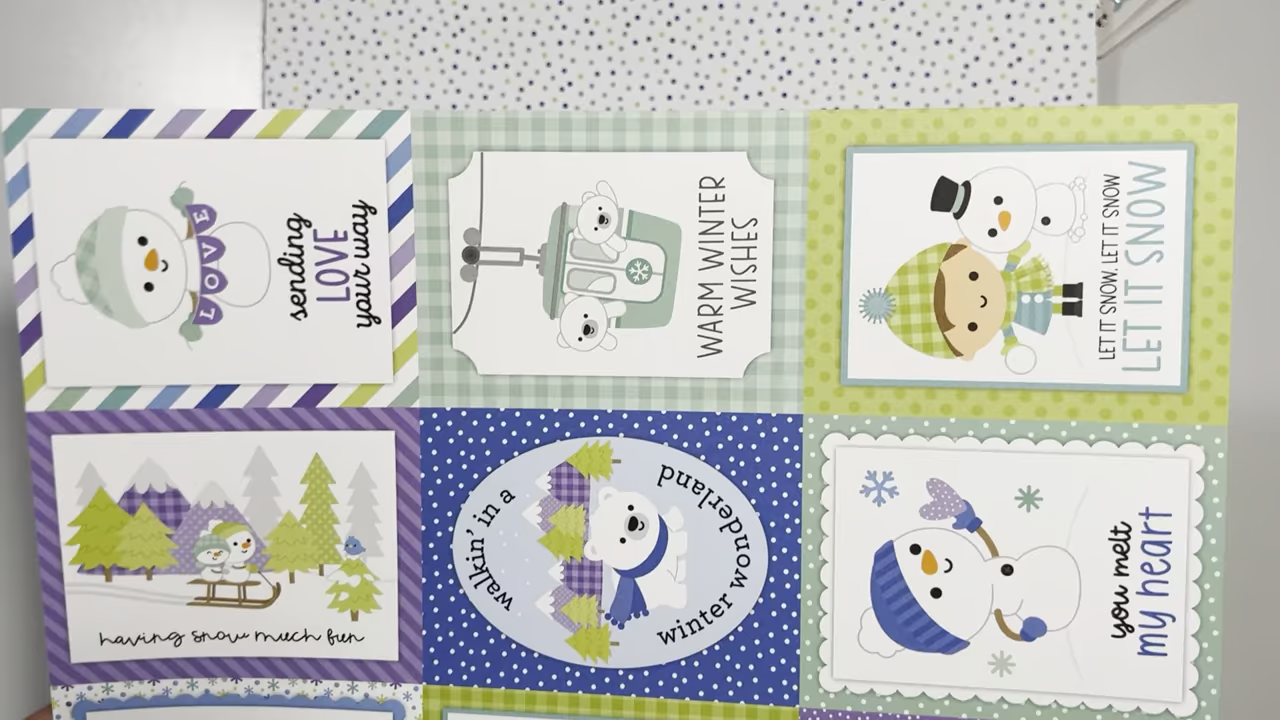 LOVE
sending
LOVE
your way
WARM WINTER
WISHES
LET IT SNOW, LET IT SNOW
LET IT SNOW
having snow much fun
walkin' in a
winter wonderland
you melt
my heart